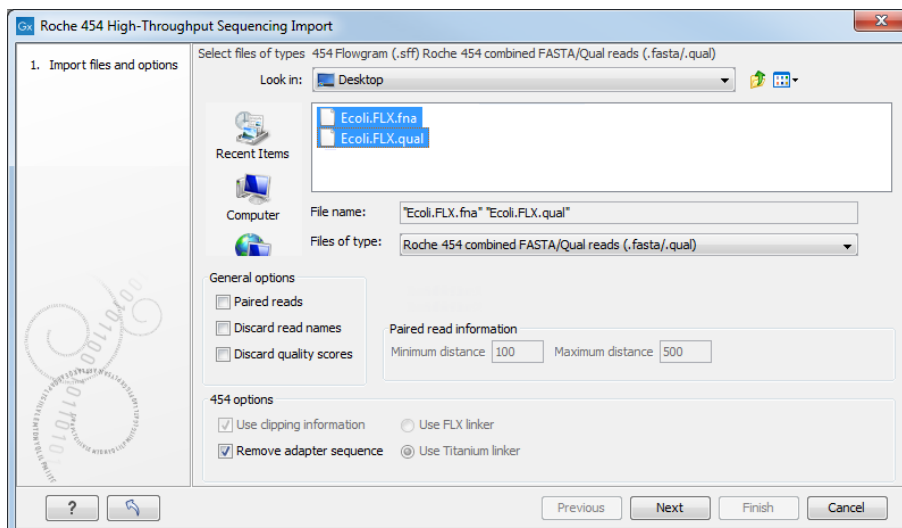 Gx Roche 454 High-Throughput Sequencing Import
1. Import files and options
Select files of types 454 Flowgram (.sff) Roche 454 combined FASTA/Qual reads (.fasta/.qual)
Look in: Desktop
Recent Items
Computer
Ecoli.FLX.fna
Ecoli.FLX.qual
File name: "Ecoli.FLX.fna" "Ecoli.FLX.qual"
Files of type: Roche 454 combined FASTA/Qual reads (.fasta/.qual)
General options
Paired reads
Discard read names
Discard quality scores
Paired read information
Minimum distance 100 Maximum distance 500
454 options
Use clipping information Use FLX linker
Remove adapter sequence Use Titanium linker
? Previous Next Finish Cancel